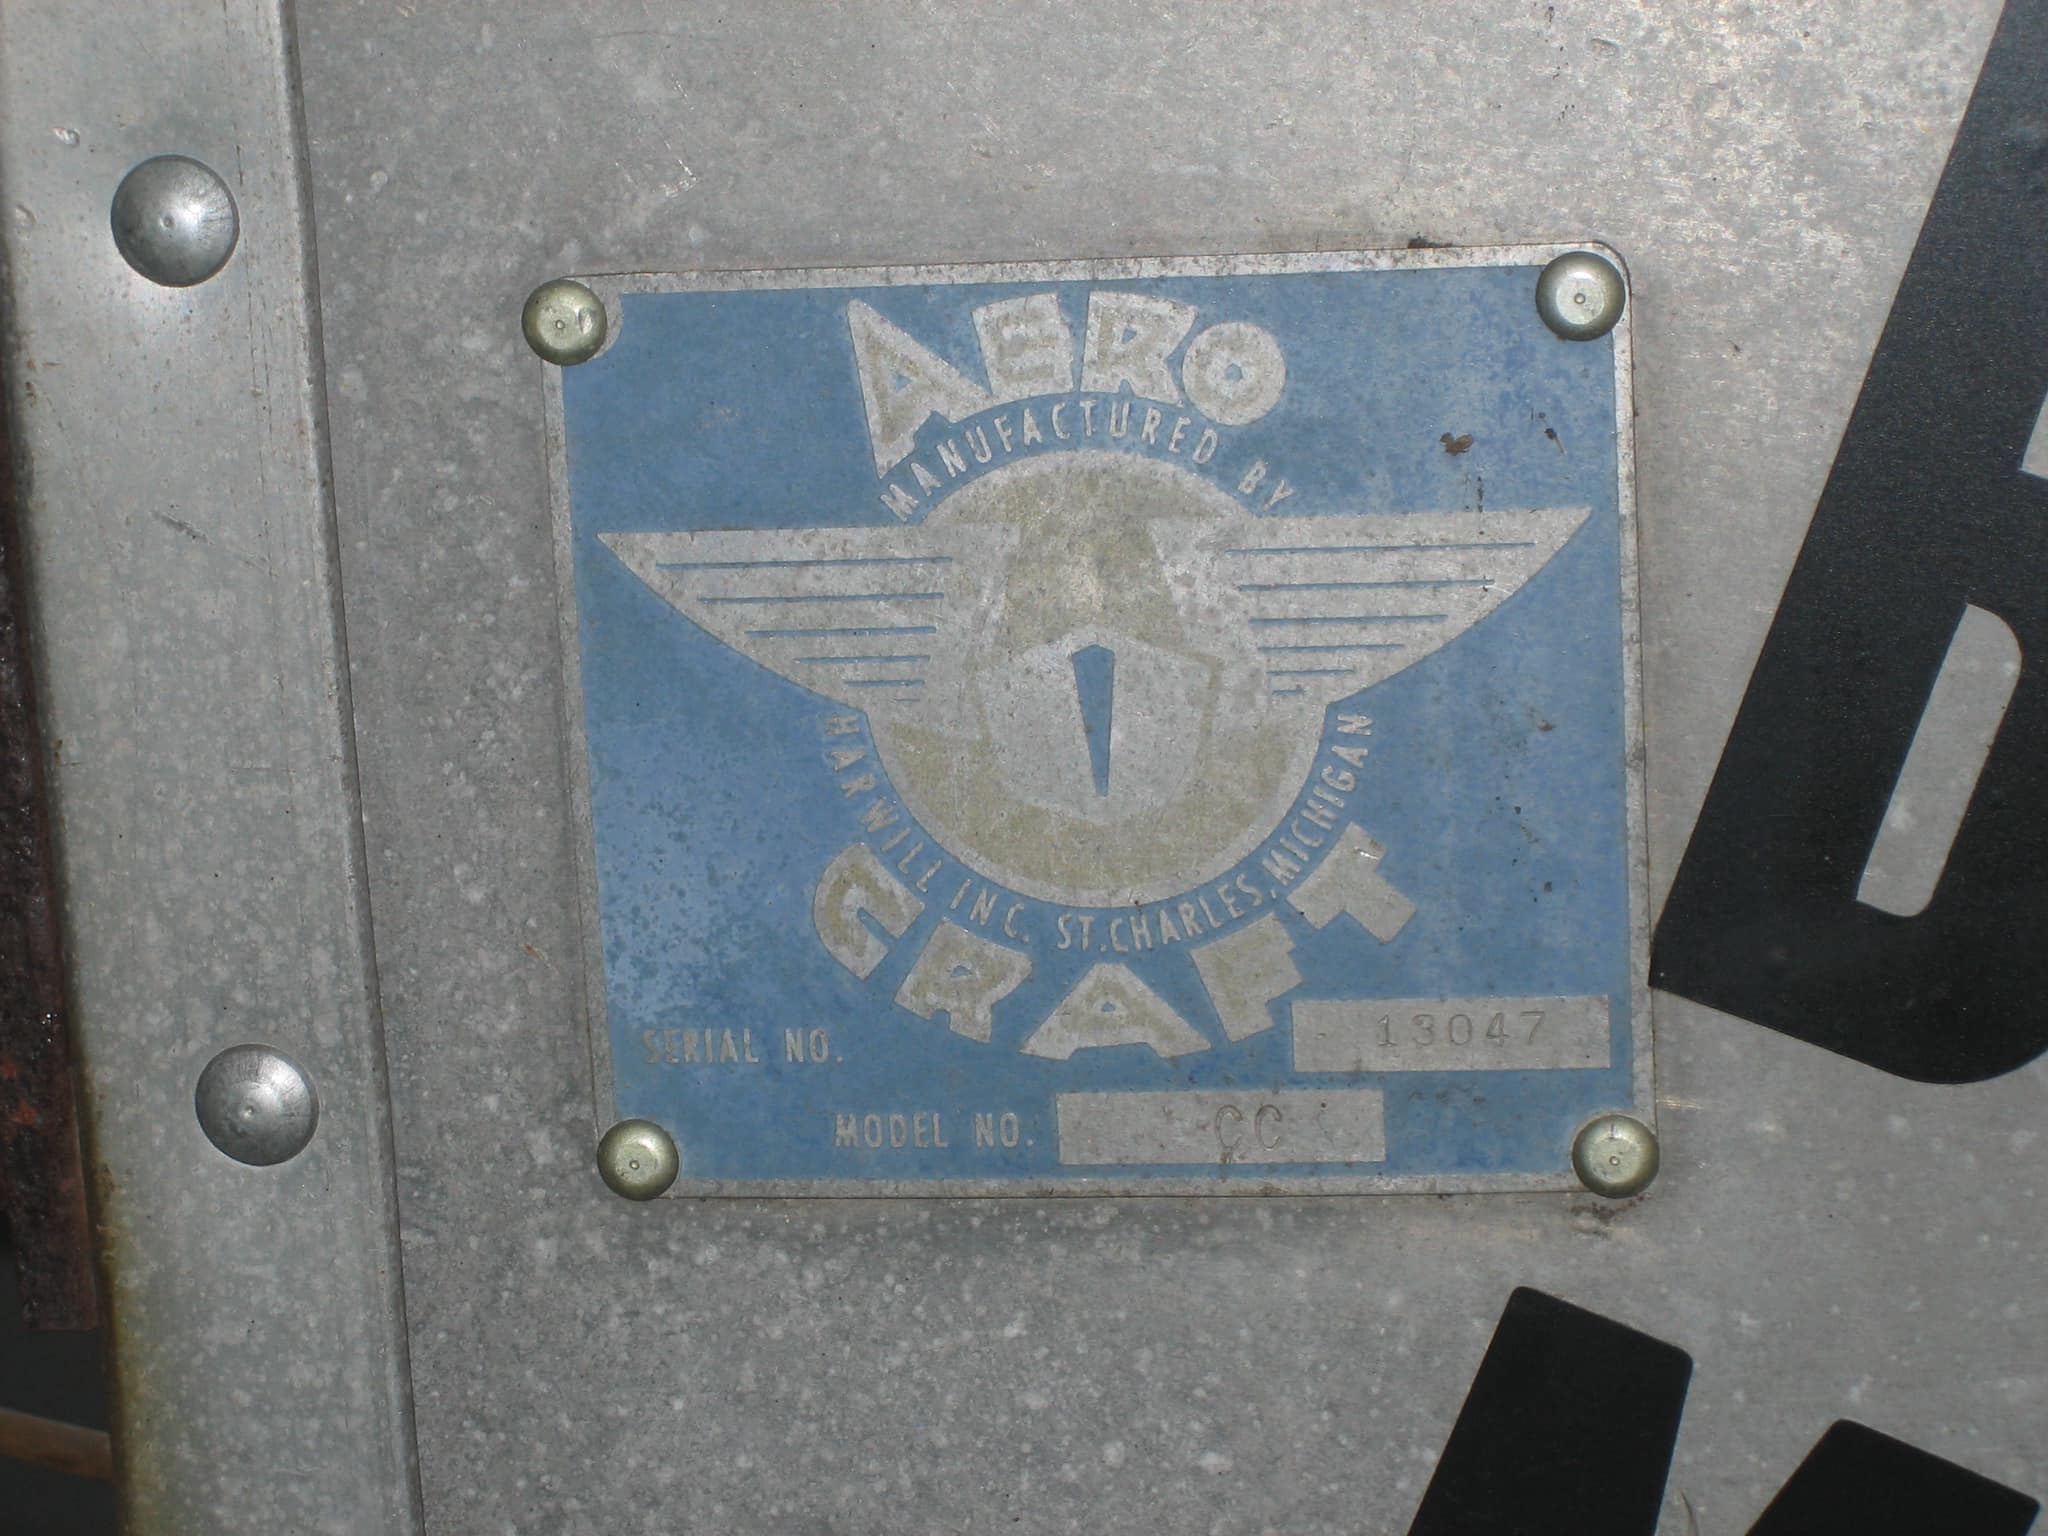 AERO
MANUFACTURED BY
HARWILL INC. ST. CHARLES, MICHIGAN
CRAFT
SERIAL NO. 13047
MODEL NO. CC